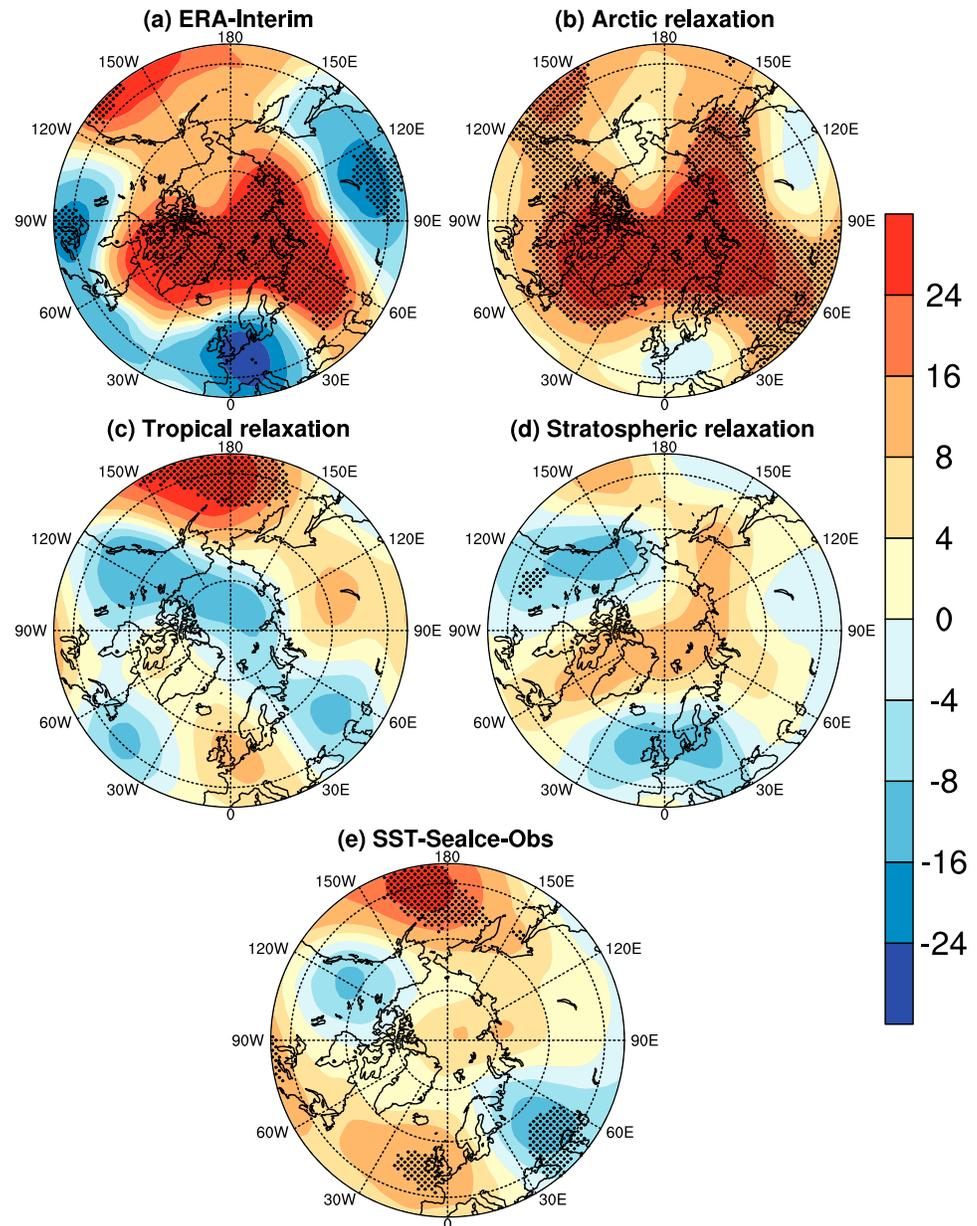 (a) ERA-Interim
(b) Arctic relaxation
180
180
150W
150E
150W
150E
120W
120E
120W
120E
90W
90E
90W
90E
60W
60E
60W
60E
30W
30E
30W
30E
0
0
(c) Tropical relaxation
(d) Stratospheric relaxation
180
180
150W
150E
150W
150E
120W
120E
120W
120E
90W
90E
90W
90E
60W
60E
60W
60E
30W
30E
30W
30E
0
0
(e) SST-SeaIce-Obs
180
150W
150E
120W
120E
90W
90E
60W
60E
30W
30E
0
24
16
8
4
0
-4
-8
-16
-24